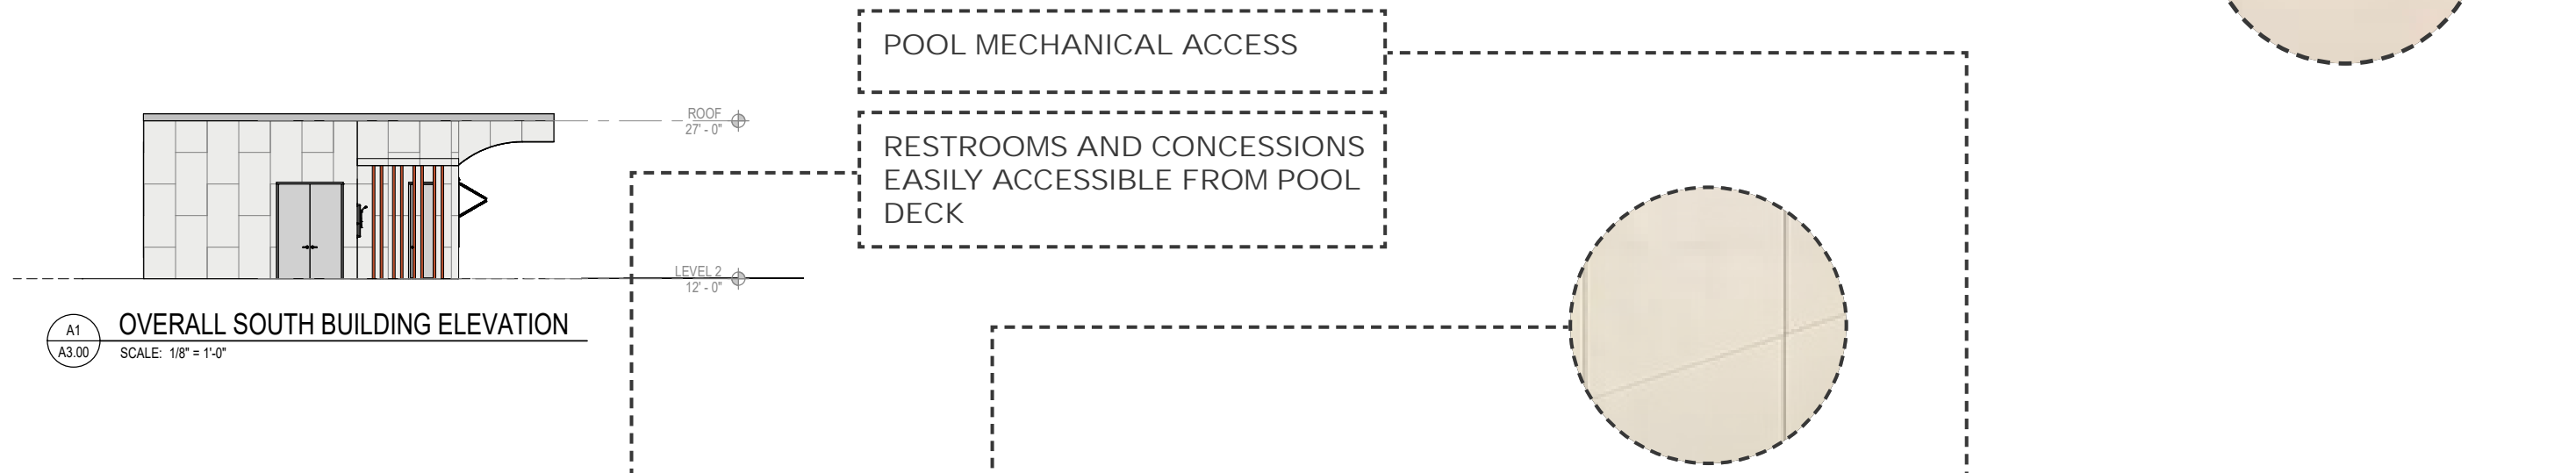 POOL MECHANICAL ACCESS
RESTROOMS AND CONCESSIONS
EASILY ACCESSIBLE FROM POOL
DECK
ROOF
27' - 0"
LEVEL 2
12' - 0"
A1
A3.00
OVERALL SOUTH BUILDING ELEVATION
SCALE: 1/8" = 1'-0"